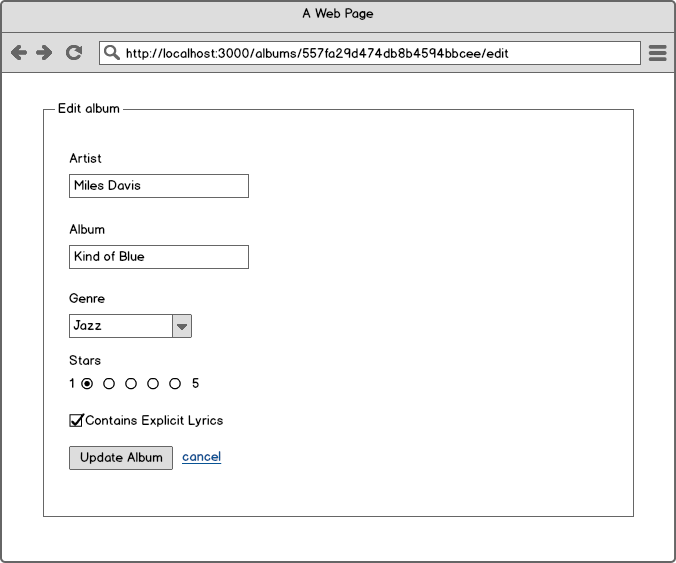 A Web Page
http://localhost:3000/albums/557fa29d474db8b4594bbcee/edit
Edit album
Artist
Miles Davis
Album
Kind of Blue
Genre
Jazz
Stars
1 5
Contains Explicit Lyrics
Update Album cancel